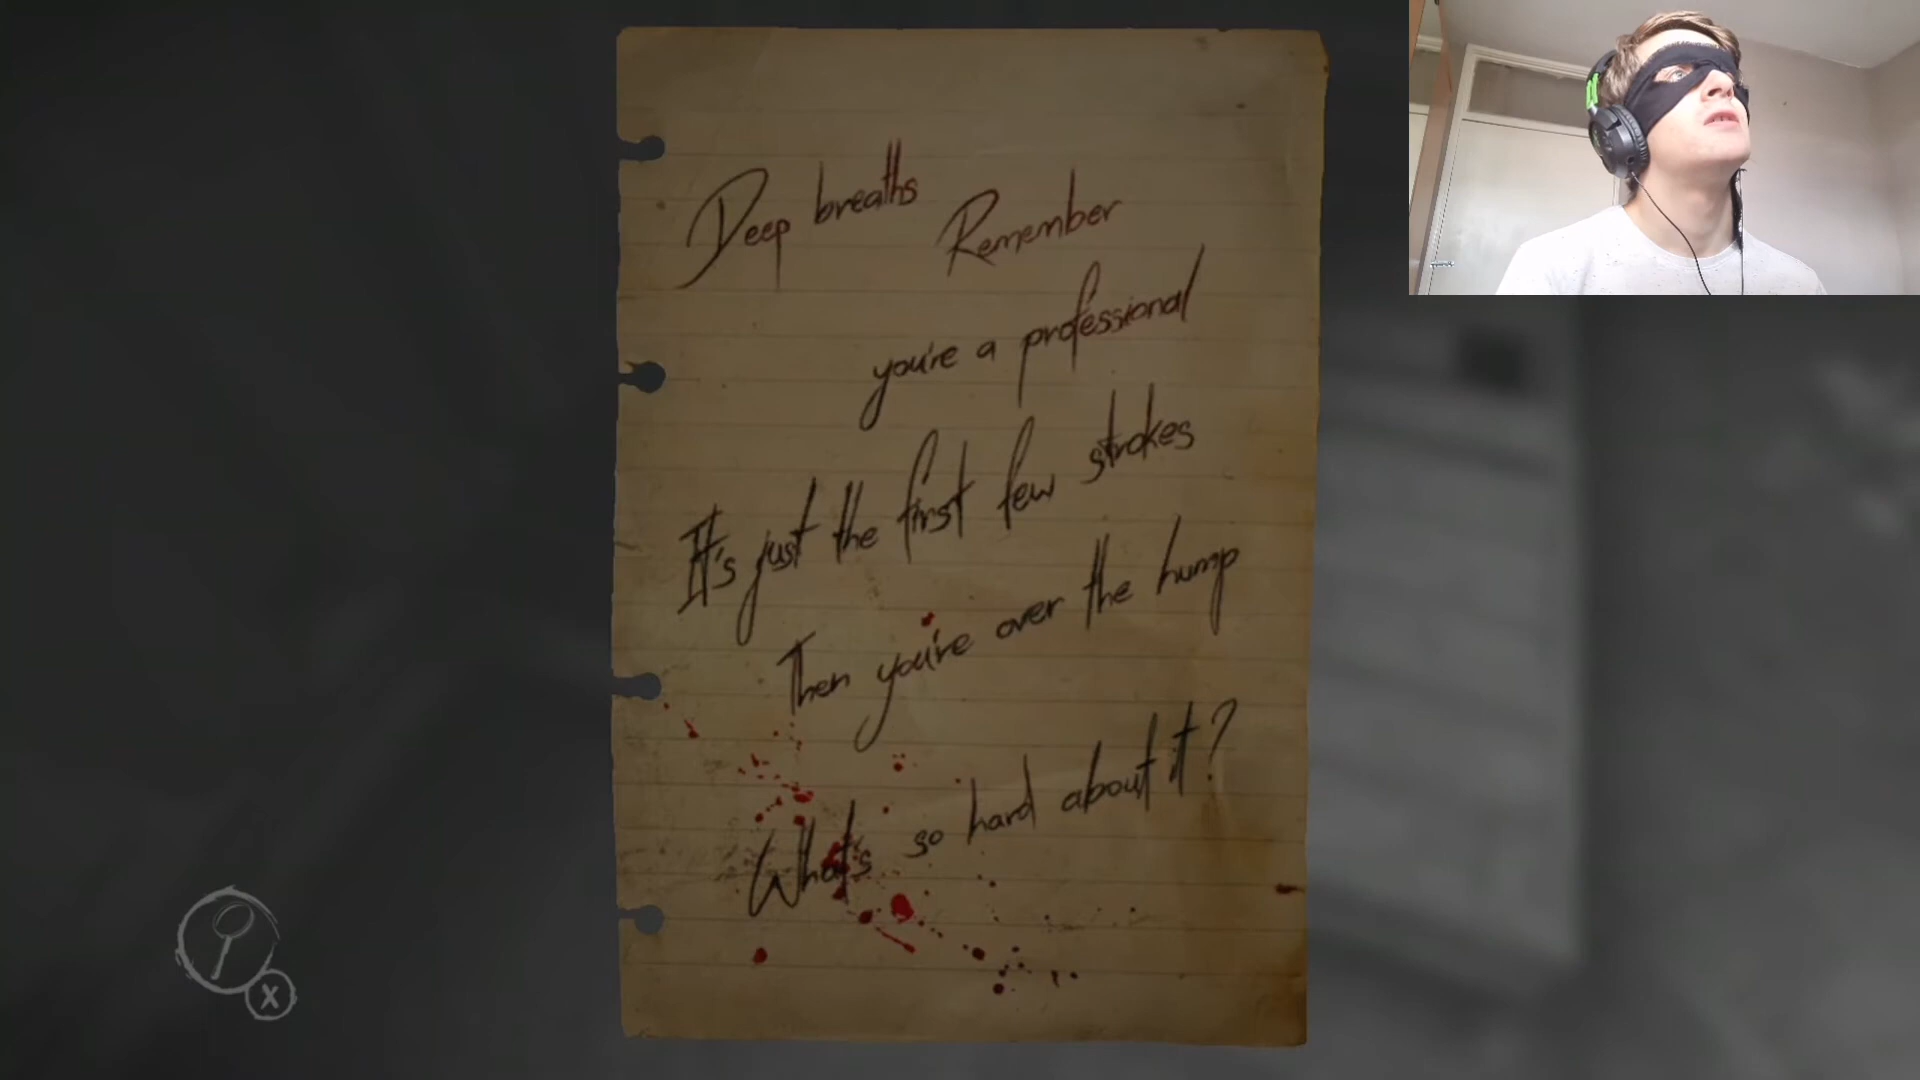 Deep breaths Remember
you're a professional
It's just the first few strokes
Then you're over the hump
What's so hard about it?
X